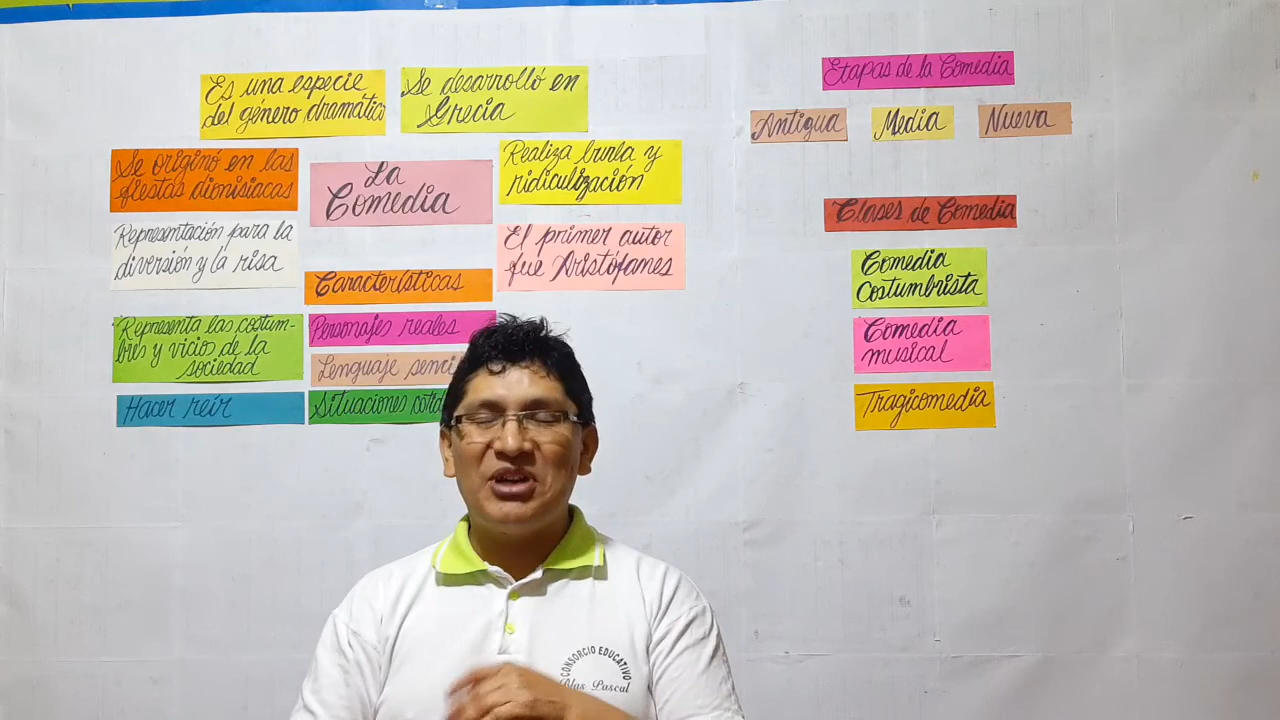 Es una especie
del género dramático
Se desarrolló en
Grecia
Se originó en las
fiestas dionisiacas
La
Comedia
Realiza burla y
ridiculización
Representación para la
diversión y la risa
El primer autor
fue Aristófanes
Características
Representa las costum-
bres y vicios de la
sociedad
Personajes reales
Lenguaje senci
Hacer reír
Situaciones cotid
Etapas de la Comedia
Antigua
Media
Nueva
Clases de Comedia
Comedia
Costumbrista
Comedia
musical
Tragicomedia
CONSORCIO EDUCATIVO
Blas Pascal